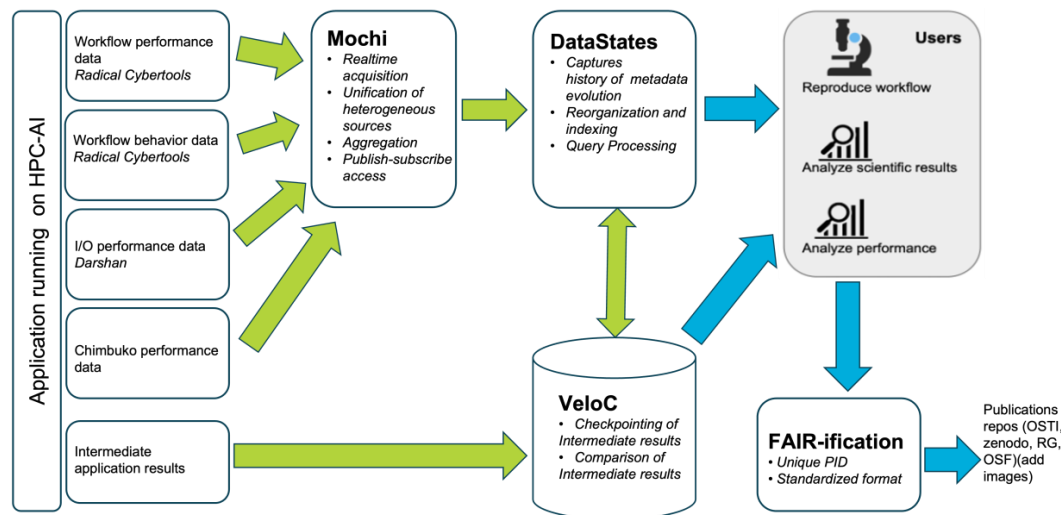 Application running on HPC-AI
Workflow performance
data
Radical Cybertools
Workflow behavior data
Radical Cybertools
I/O performance data
Darshan
Chimbuko performance
data
Intermediate
application results
Mochi
• Realtime
acquisition
• Unification of
heterogeneous
sources
• Aggregation
• Publish-subscribe
access
DataStates
• Captures
history of metadata
evolution
• Reorganization and
indexing
• Query Processing
VeloC
• Checkpointing of
Intermediate results
• Comparison of
Intermediate results
Users
Reproduce workflow
Analyze scientific results
Analyze performance
FAIR-ification
• Unique PID
• Standardized format
Publications
repos (OSTI,
zenodo, RG,
OSF)(add
images)